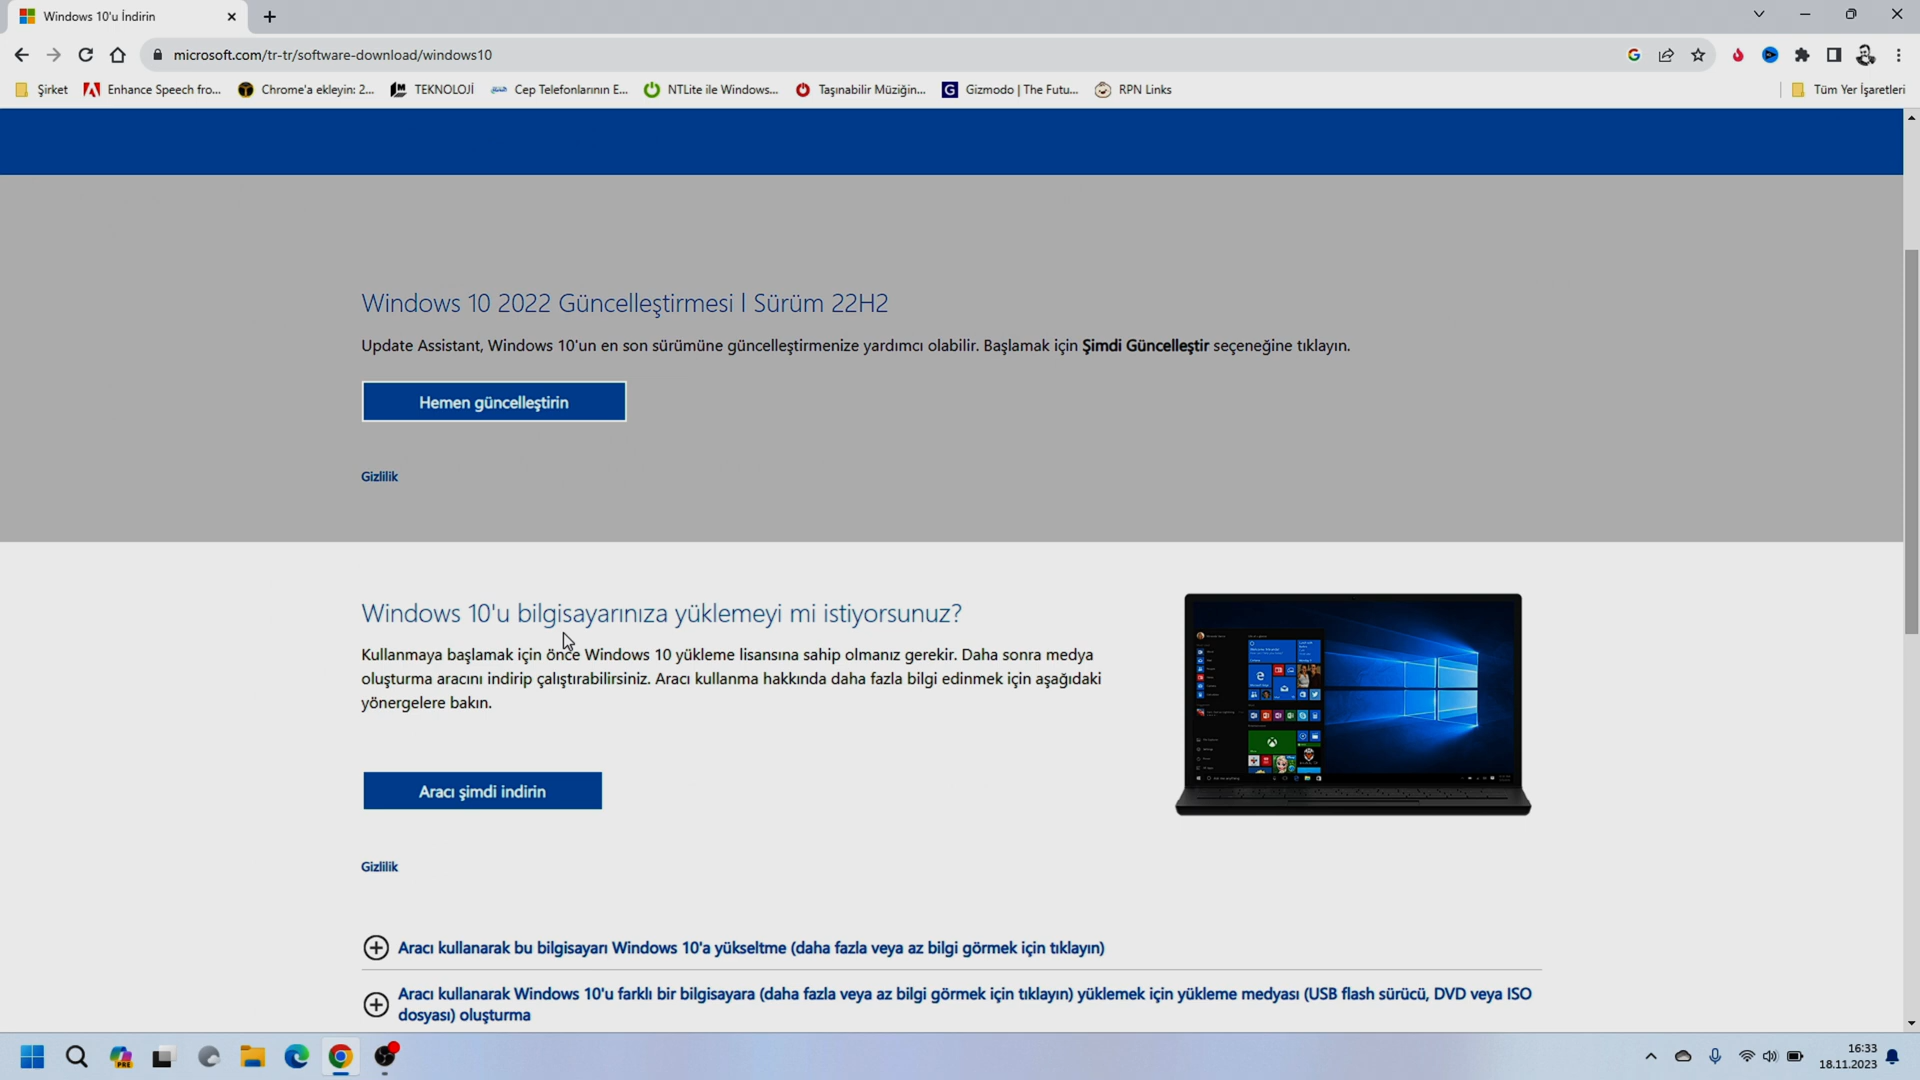 Windows 10'u İndirin
microsoft.com/tr-tr/software-download/windows10
Şirket
Enhance Speech fro...
Chrome'a ekleyin: 2...
TEKNOLOJİ
Cep Telefonlarının E...
NTLite ile Windows...
Taşınabilir Müziğin...
Gizmodo | The Futu...
RPN Links
Tüm Yer İşaretleri
Windows 10 2022 Güncelleştirmesi l Sürüm 22H2
Update Assistant, Windows 10'un en son sürümüne güncelleştirmenize yardımcı olabilir. Başlamak için Şimdi Güncelleştir seçeneğine tıklayın.
Hemen güncelleştirin
Gizlilik
Windows 10'u bilgisayarınıza yüklemeyi mi istiyorsunuz?
Kullanmaya başlamak için önce Windows 10 yükleme lisansına sahip olmanız gerekir. Daha sonra medya
oluşturma aracını indirip çalıştırabilirsiniz. Aracı kullanma hakkında daha fazla bilgi edinmek için aşağıdaki
yönergelere bakın.
Aracı şimdi indirin
Gizlilik
Aracı kullanarak bu bilgisayarı Windows 10'a yükseltme (daha fazla veya az bilgi görmek için tıklayın)
Aracı kullanarak Windows 10'u farklı bir bilgisayara (daha fazla veya az bilgi görmek için tıklayın) yüklemek için yükleme medyası (USB flash sürücü, DVD veya ISO
dosyası) oluşturma
PRE
16:33
18.11.2023